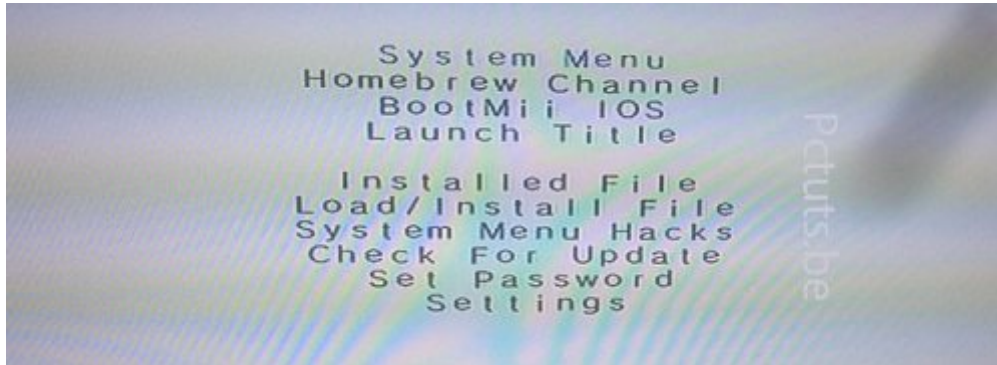 System Menu
Homebrew Channel
BootMii IOS
Launch Title
Installed File
Load/Install File
System Menu Hacks
Check For Update
Set Password
Settings
Pctuts.be